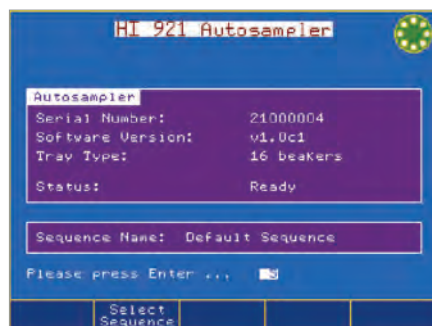 HI 921 Autosampler
Autosampler
Serial Number: 21000004
Software Version: v1.0c1
Tray Type: 16 beakers
Status: Ready
Sequence Name: Default Sequence
Please press Enter ... 5
Select
Sequence